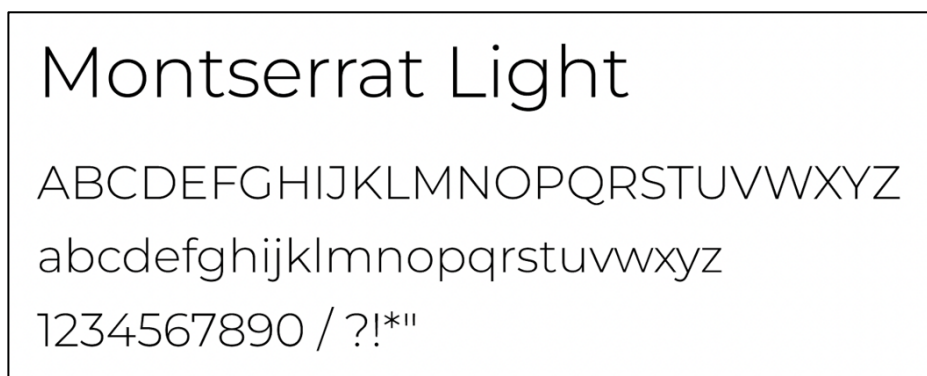 Montserrat Light
ABCDEFGHIJKLMNOPQRSTUVWXYZ
abcdefghijklmnopqrstuvwxyz
1234567890 / ?!*"